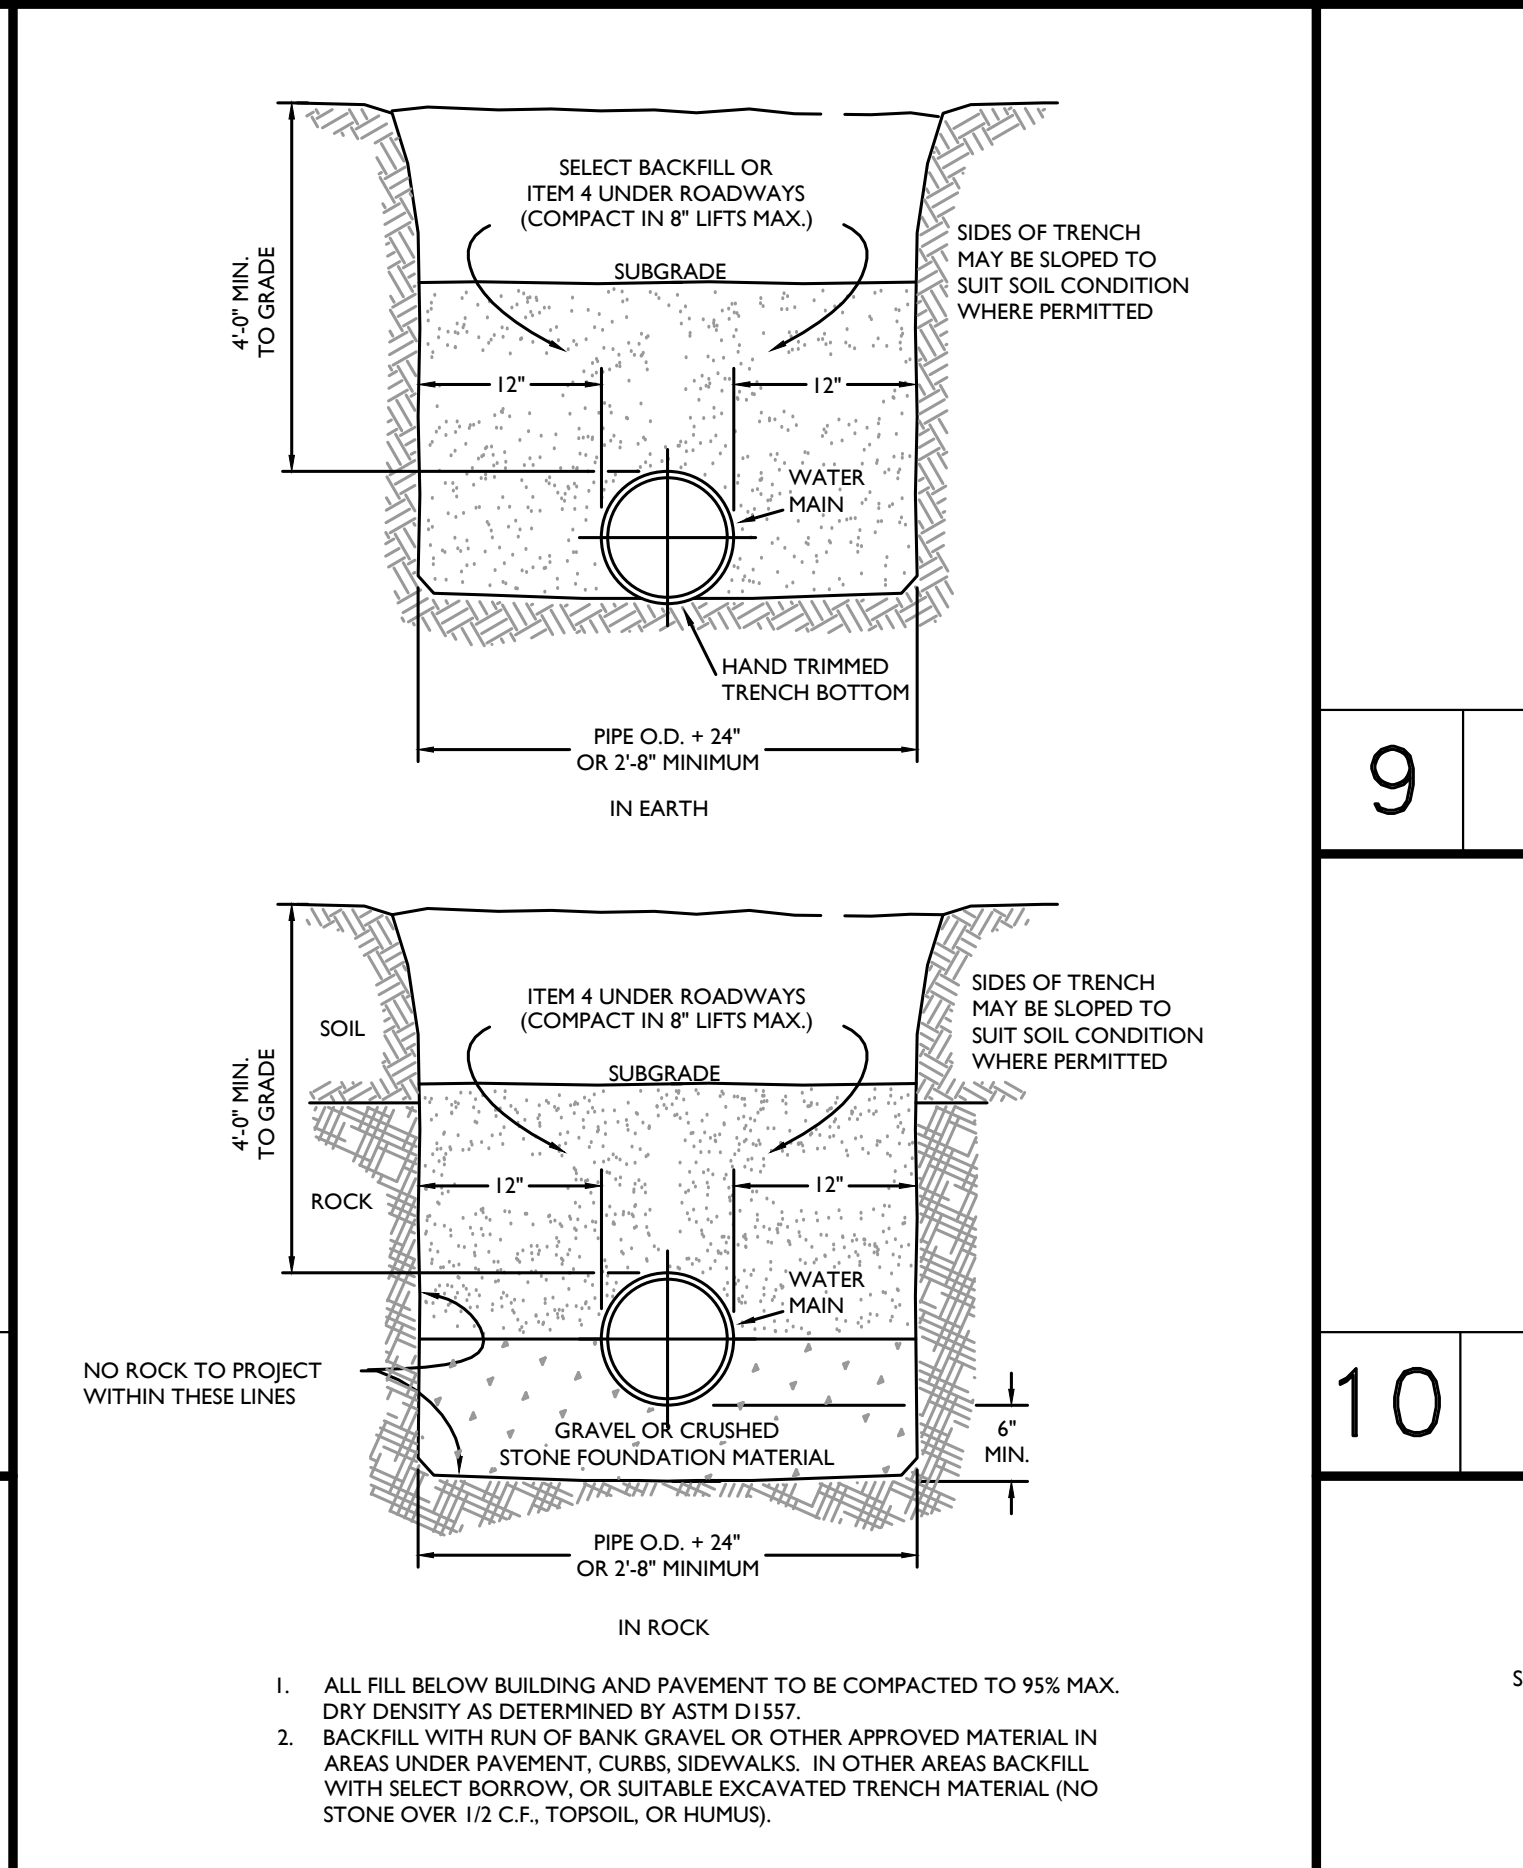 SELECT BACKFILL OR
ITEM 4 UNDER ROADWAYS
(COMPACT IN 8" LIFTS MAX.)
SUBGRADE
SIDES OF TRENCH
MAY BE SLOPED TO
SUIT SOIL CONDITION
WHERE PERMITTED
4'-0" MIN.
TO GRADE
12"
12"
WATER
MAIN
HAND TRIMMED
TRENCH BOTTOM
PIPE O.D. + 24"
OR 2'-8" MINIMUM
IN EARTH
9
ITEM 4 UNDER ROADWAYS
(COMPACT IN 8" LIFTS MAX.)
SUBGRADE
SIDES OF TRENCH
MAY BE SLOPED TO
SUIT SOIL CONDITION
WHERE PERMITTED
SOIL
4'-0" MIN.
TO GRADE
ROCK
12"
12"
WATER
MAIN
NO ROCK TO PROJECT
WITHIN THESE LINES
GRAVEL OR CRUSHED
STONE FOUNDATION MATERIAL
6"
MIN.
10
PIPE O.D. + 24"
OR 2'-8" MINIMUM
IN ROCK
1. ALL FILL BELOW BUILDING AND PAVEMENT TO BE COMPACTED TO 95% MAX.
DRY DENSITY AS DETERMINED BY ASTM D1557.
2. BACKFILL WITH RUN OF BANK GRAVEL OR OTHER APPROVED MATERIAL IN
AREAS UNDER PAVEMENT, CURBS, SIDEWALKS. IN OTHER AREAS BACKFILL
WITH SELECT BORROW, OR SUITABLE EXCAVATED TRENCH MATERIAL (NO
STONE OVER 1/2 C.F., TOPSOIL, OR HUMUS).
S